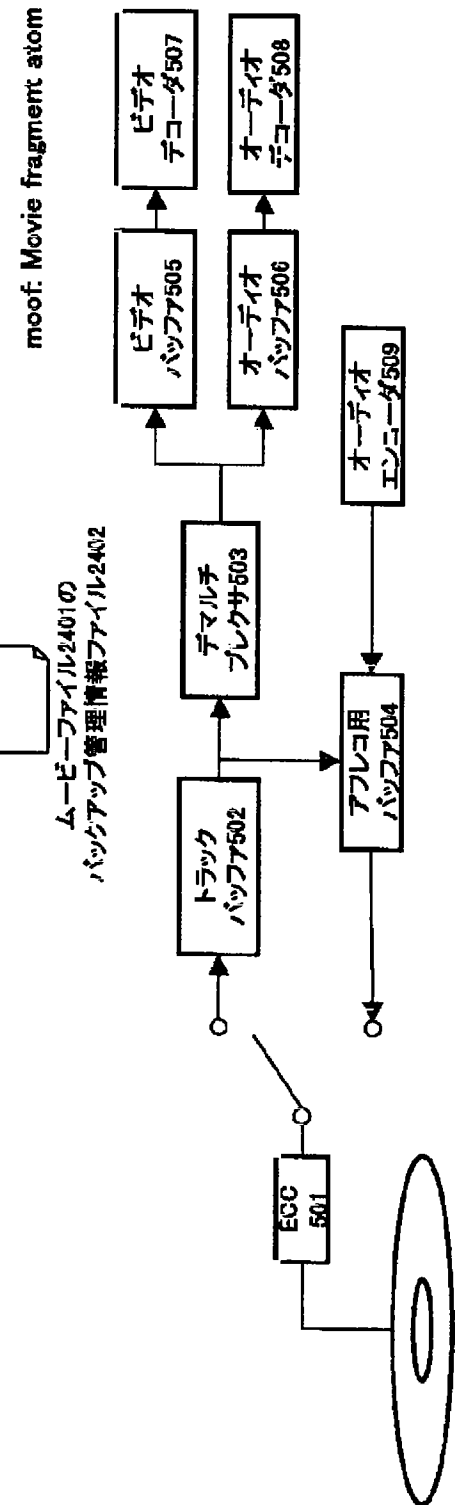 moof: Movie fragment atom
ムービーファイル2401の
バックアップ管理情報ファイル2402
ビデオ
デコーダ507
オーディオ
デコーダ508
ビデオ
バッファ505
オーディオ
バッファ506
オーディオ
エンコーダ509
デマルチ
プレクサ503
トラック
バッファ502
アフレコ用
バッファ504
ECC
501